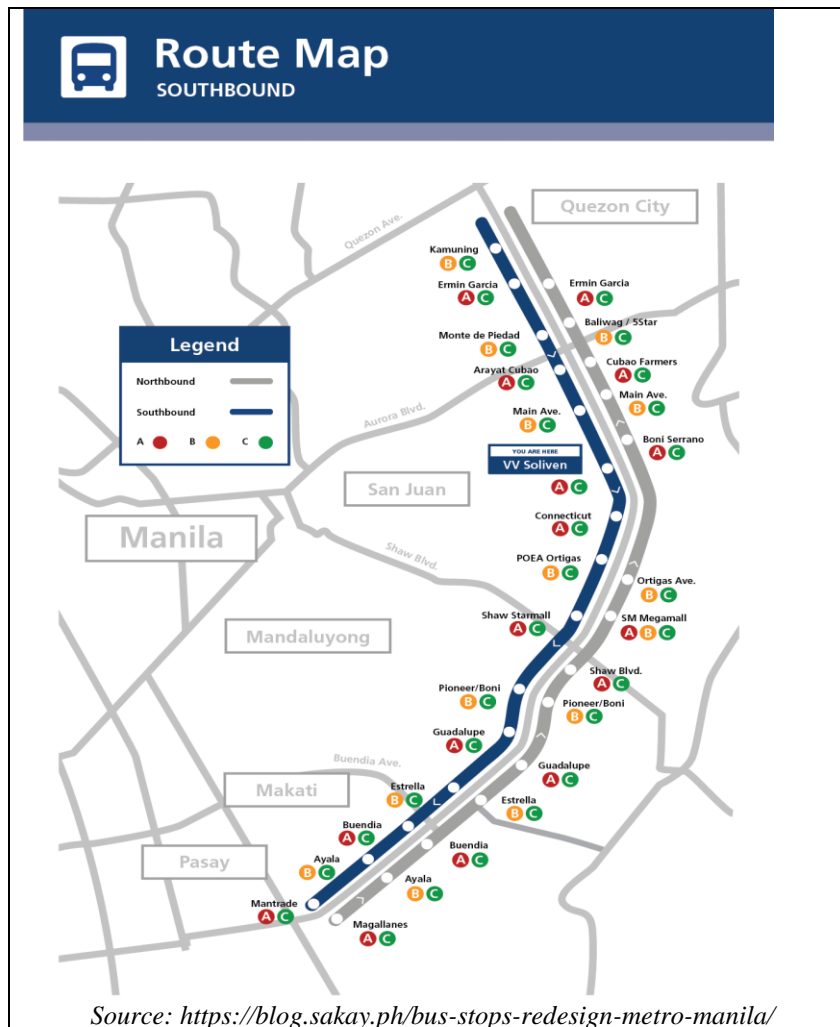 Route Map
SOUTHBOUND
Quezon City
Quezon Ave.
Kamuning
B C
Ermin Garcia
A C
Ermin Garcia
A C
Baliwag / 5Star
B C
Monte de Piedad
B C
Cubao Farmers
A C
Arayat Cubao
A C
Main Ave.
B C
Main Ave.
B C
Boni Serrano
A C
Legend
Northbound
Southbound
A B C
Aurora Blvd.
YOU ARE HERE
VV Soliven
A C
San Juan
Connecticut
A C
Manila
Shaw Blvd.
POEA Ortigas
B C
Ortigas Ave.
B C
Shaw Starmall
A C
SM Megamall
A B C
Mandaluyong
Shaw Blvd.
A C
Pioneer/Boni
B C
Pioneer/Boni
B C
Guadalupe
A C
Buendia Ave.
Guadalupe
A C
Makati
Estrella
B C
Estrella
B C
Buendia
A C
Buendia
A C
Pasay
Ayala
B C
Ayala
B C
Mantrade
A C
Magallanes
A C
Source: https://blog.sakay.ph/bus-stops-redesign-metro-manila/